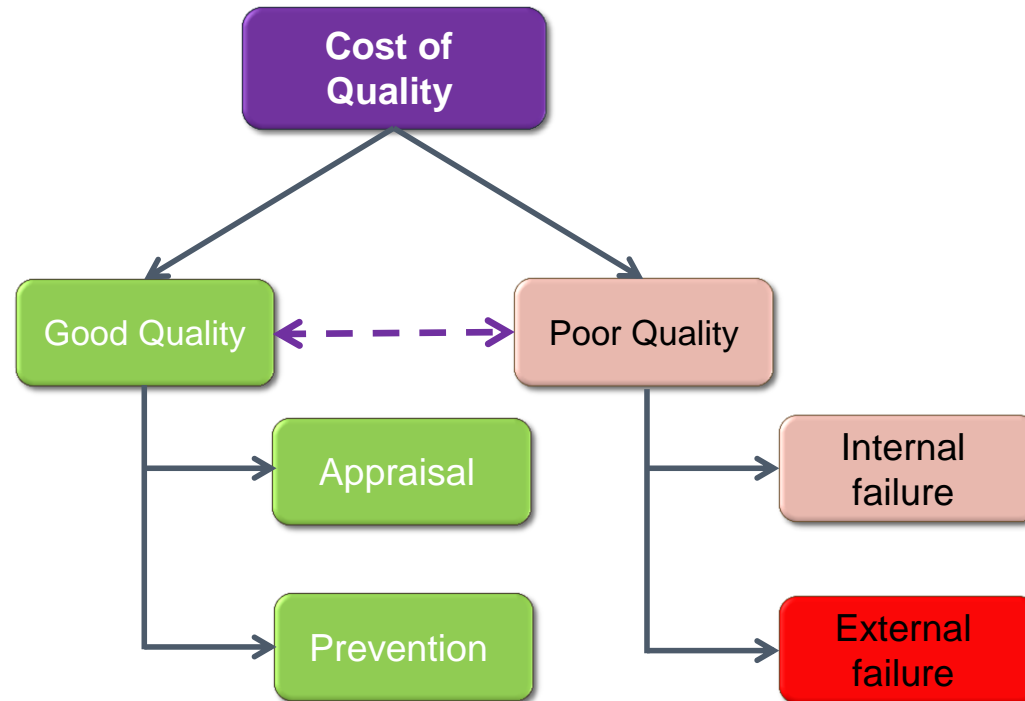 Cost of
Quality
Good Quality
Poor Quality
Appraisal
Internal
failure
Prevention
External
failure